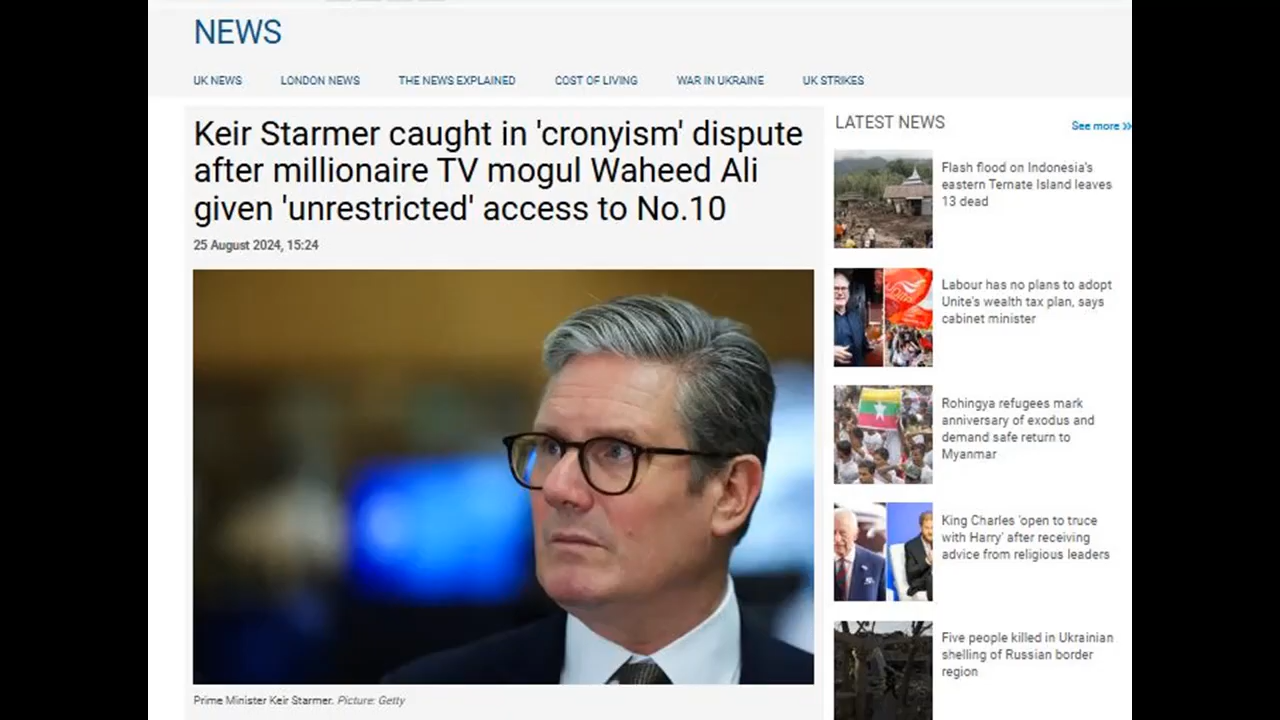 NEWS
UK NEWS
LONDON NEWS
THE NEWS EXPLAINED
COST OF LIVING
WAR IN UKRAINE
UK STRIKES
Keir Starmer caught in 'cronyism' dispute
after millionaire TV mogul Waheed Ali
given 'unrestricted' access to No.10
25 August 2024, 15:24
Prime Minister Keir Starmer. Picture: Getty
LATEST NEWS
See more »
Flash flood on Indonesia's
eastern Ternate Island leaves
13 dead
Labour has no plans to adopt
Unite's wealth tax plan, says
cabinet minister
Rohingya refugees mark
anniversary of exodus and
demand safe return to
Myanmar
King Charles 'open to truce
with Harry' after receiving
advice from religious leaders
Five people killed in Ukrainian
shelling of Russian border
region